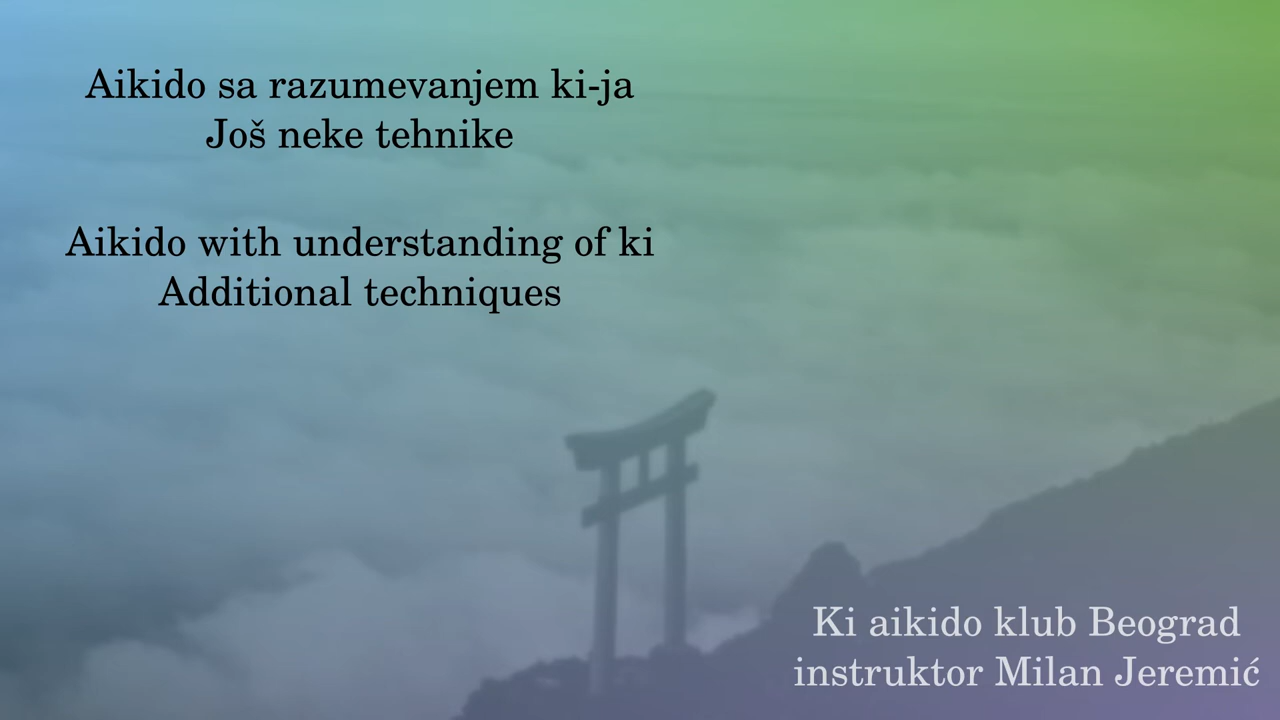 Aikido sa razumevanjem ki-ja
Još neke tehnike
Aikido with understanding of ki
Additional techniques
Ki aikido klub Beograd
instruktor Milan Jeremić